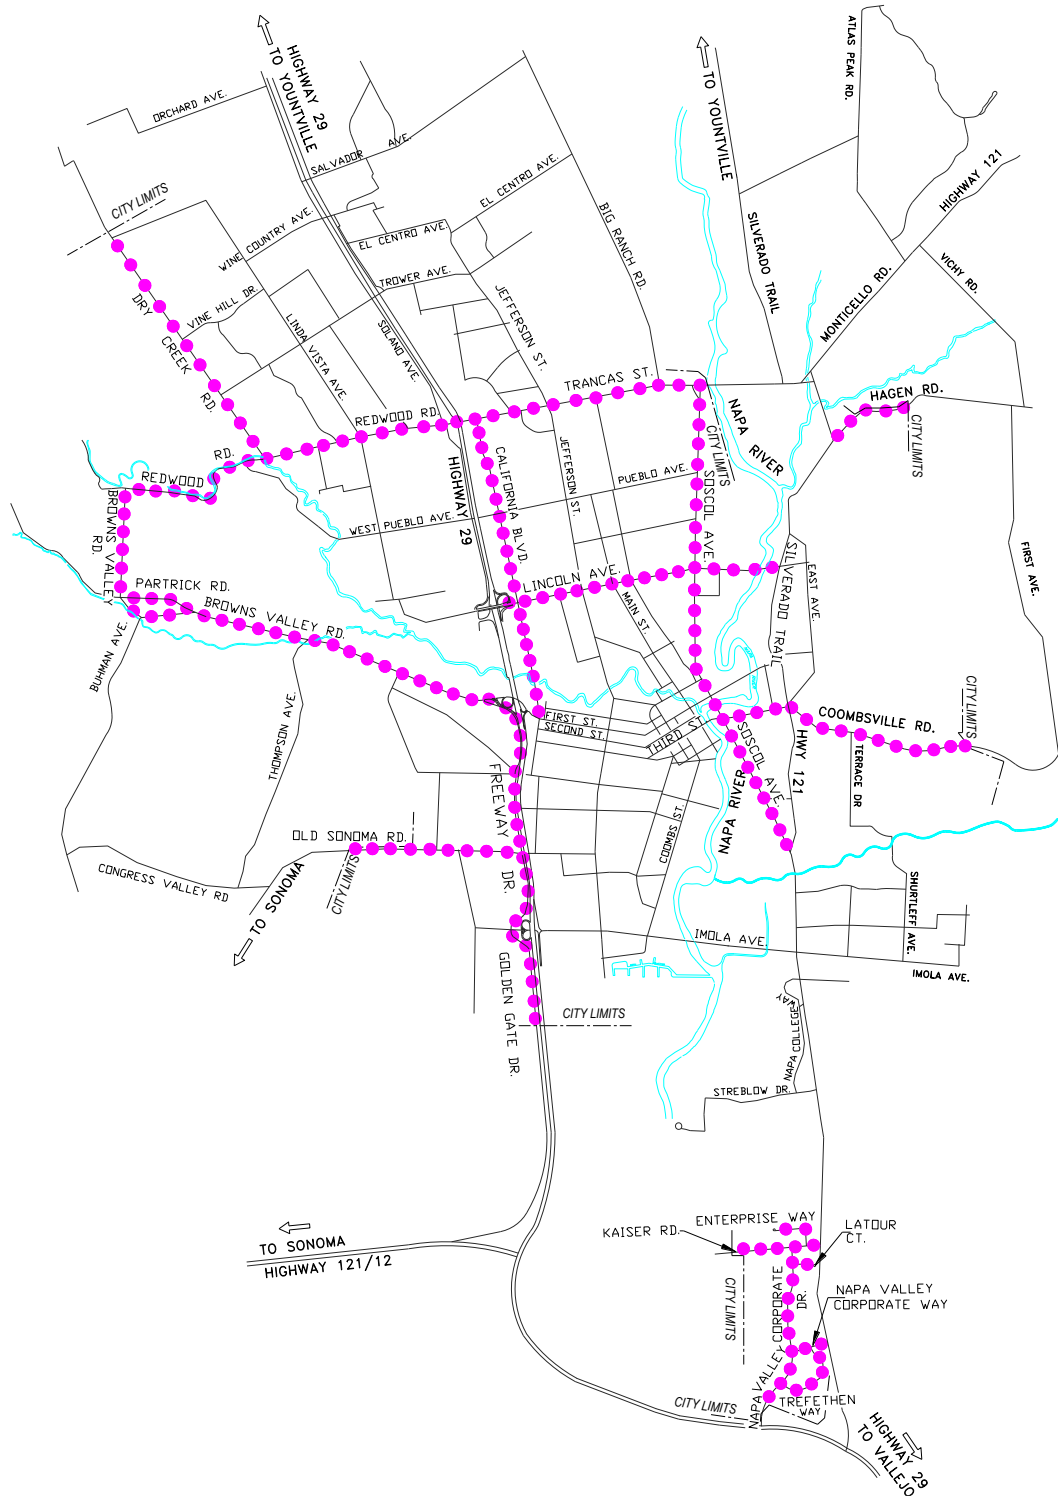 ATLAS PEAK RD.
HIGHWAY 29
TO YOUNTVILLE
TO YOUNTVILLE
ORCHARD AVE.
SALVADOR AVE.
HIGHWAY 121
CITY LIMITS
EL CENTRO AVE.
WINE COUNTRY AVE.
EL CENTRO AVE.
BIG RANCH RD.
SILVERADO TRAIL
MONTICELLO RD.
VICHY RD.
TROWER AVE.
DRY CREEK RD.
VINE HILL DR.
LINDA VISTA AVE.
SOLANO AVE.
JEFFERSON ST.
TRANCAS ST.
HAGEN RD.
NAPA RIVER
CITY LIMITS
CITY LIMITS
REDWOOD RD.
REDWOOD RD.
HIGHWAY 29
CALIFORNIA BLVD.
JEFFERSON ST.
PUEBLO AVE.
SOSCOL AVE.
WEST PUEBLO AVE.
BROWNS VALLEY RD.
PARTRICK RD.
BROWNS VALLEY RD.
LINCOLN AVE.
MAIN ST.
SILVERADO TRAIL
EAST AVE.
FIRST AVE.
BUHMAN AVE.
THOMPSON AVE.
FIRST ST.
SECOND ST.
THIRD ST.
CITY LIMITS
COOMBSVILLE RD.
TERRACE DR
HWY 121
SOSCOL AVE.
NAPA RIVER
FREEWAY DR.
COOMBS ST.
OLD SONOMA RD.
CITY LIMITS
CONGRESS VALLEY RD
TO SONOMA
SHURTLEFF AVE.
IMOLA AVE.
IMOLA AVE.
GOLDEN GATE DR.
CITY LIMITS
NAPA COLLEGE WAY
STREBLOW DR.
TO SONOMA
HIGHWAY 121/12
ENTERPRISE WAY
KAISER RD.
LATOUR
CT.
CITY LIMITS
NAPA VALLEY CORPORATE DR.
NAPA VALLEY
CORPORATE WAY
TREFETHEN
WAY
CITY LIMITS
HIGHWAY 29
TO VALLEJO